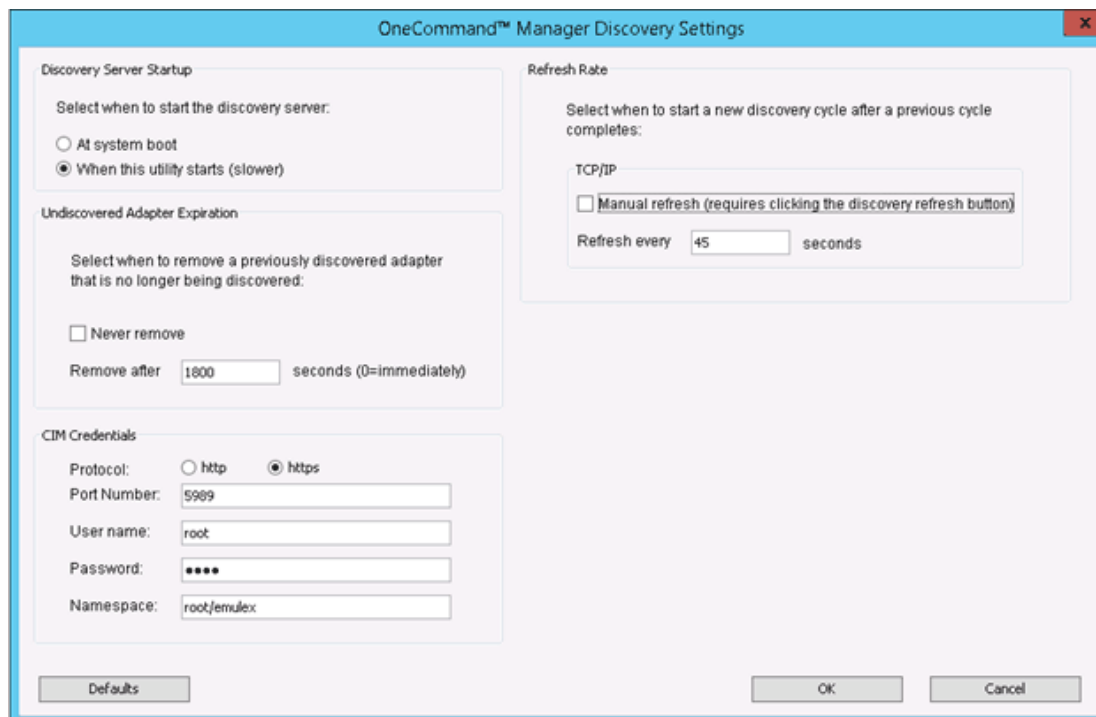 OneCommand™ Manager Discovery Settings
x
Discovery Server Startup
Select when to start the discovery server:
At system boot
When this utility starts (slower)
Undiscovered Adapter Expiration
Select when to remove a previously discovered adapter
that is no longer being discovered:
Never remove
Remove after 1800 seconds (0=immediately)
CIM Credentials
Protocol: http https
Port Number: 5989
User name: root
Password: ●●●●
Namespace: root/emulex
Refresh Rate
Select when to start a new discovery cycle after a previous cycle
completes:
TCP/IP
Manual refresh (requires clicking the discovery refresh button)
Refresh every 45 seconds
Defaults OK Cancel